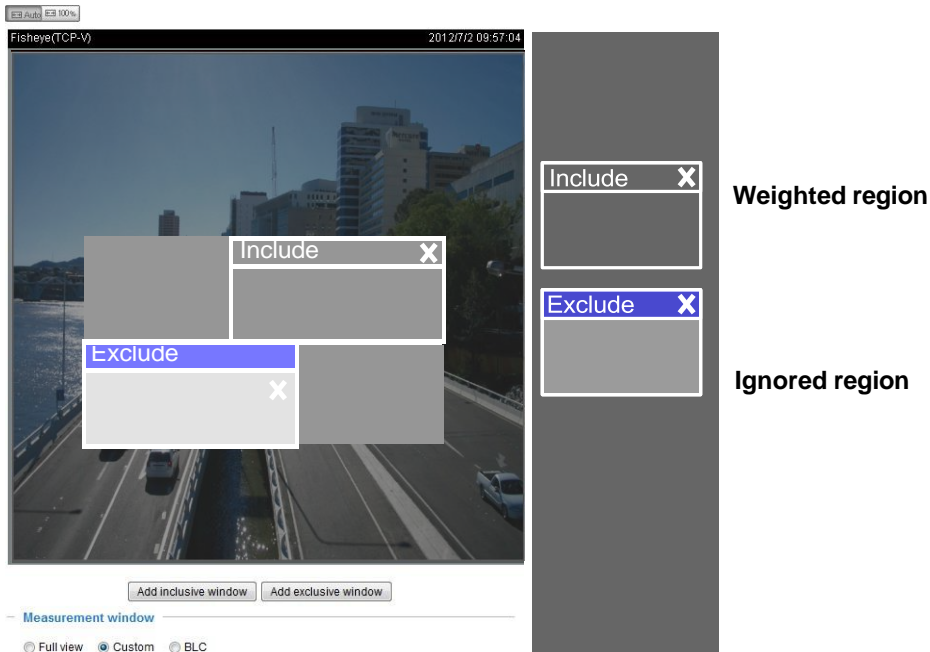 Auto 100%
Fisheye(TCP-V) 2012/7/2 09:57:04
Include
Exclude
Include
Weighted region
Exclude
Ignored region
Add inclusive window Add exclusive window
Measurement window
Full view Custom BLC